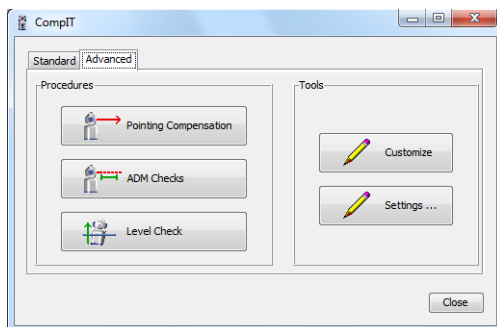 CompIT
Standard
Advanced
Procedures
Pointing Compensation
ADM Checks
Level Check
Tools
Customize
Settings ...
Close